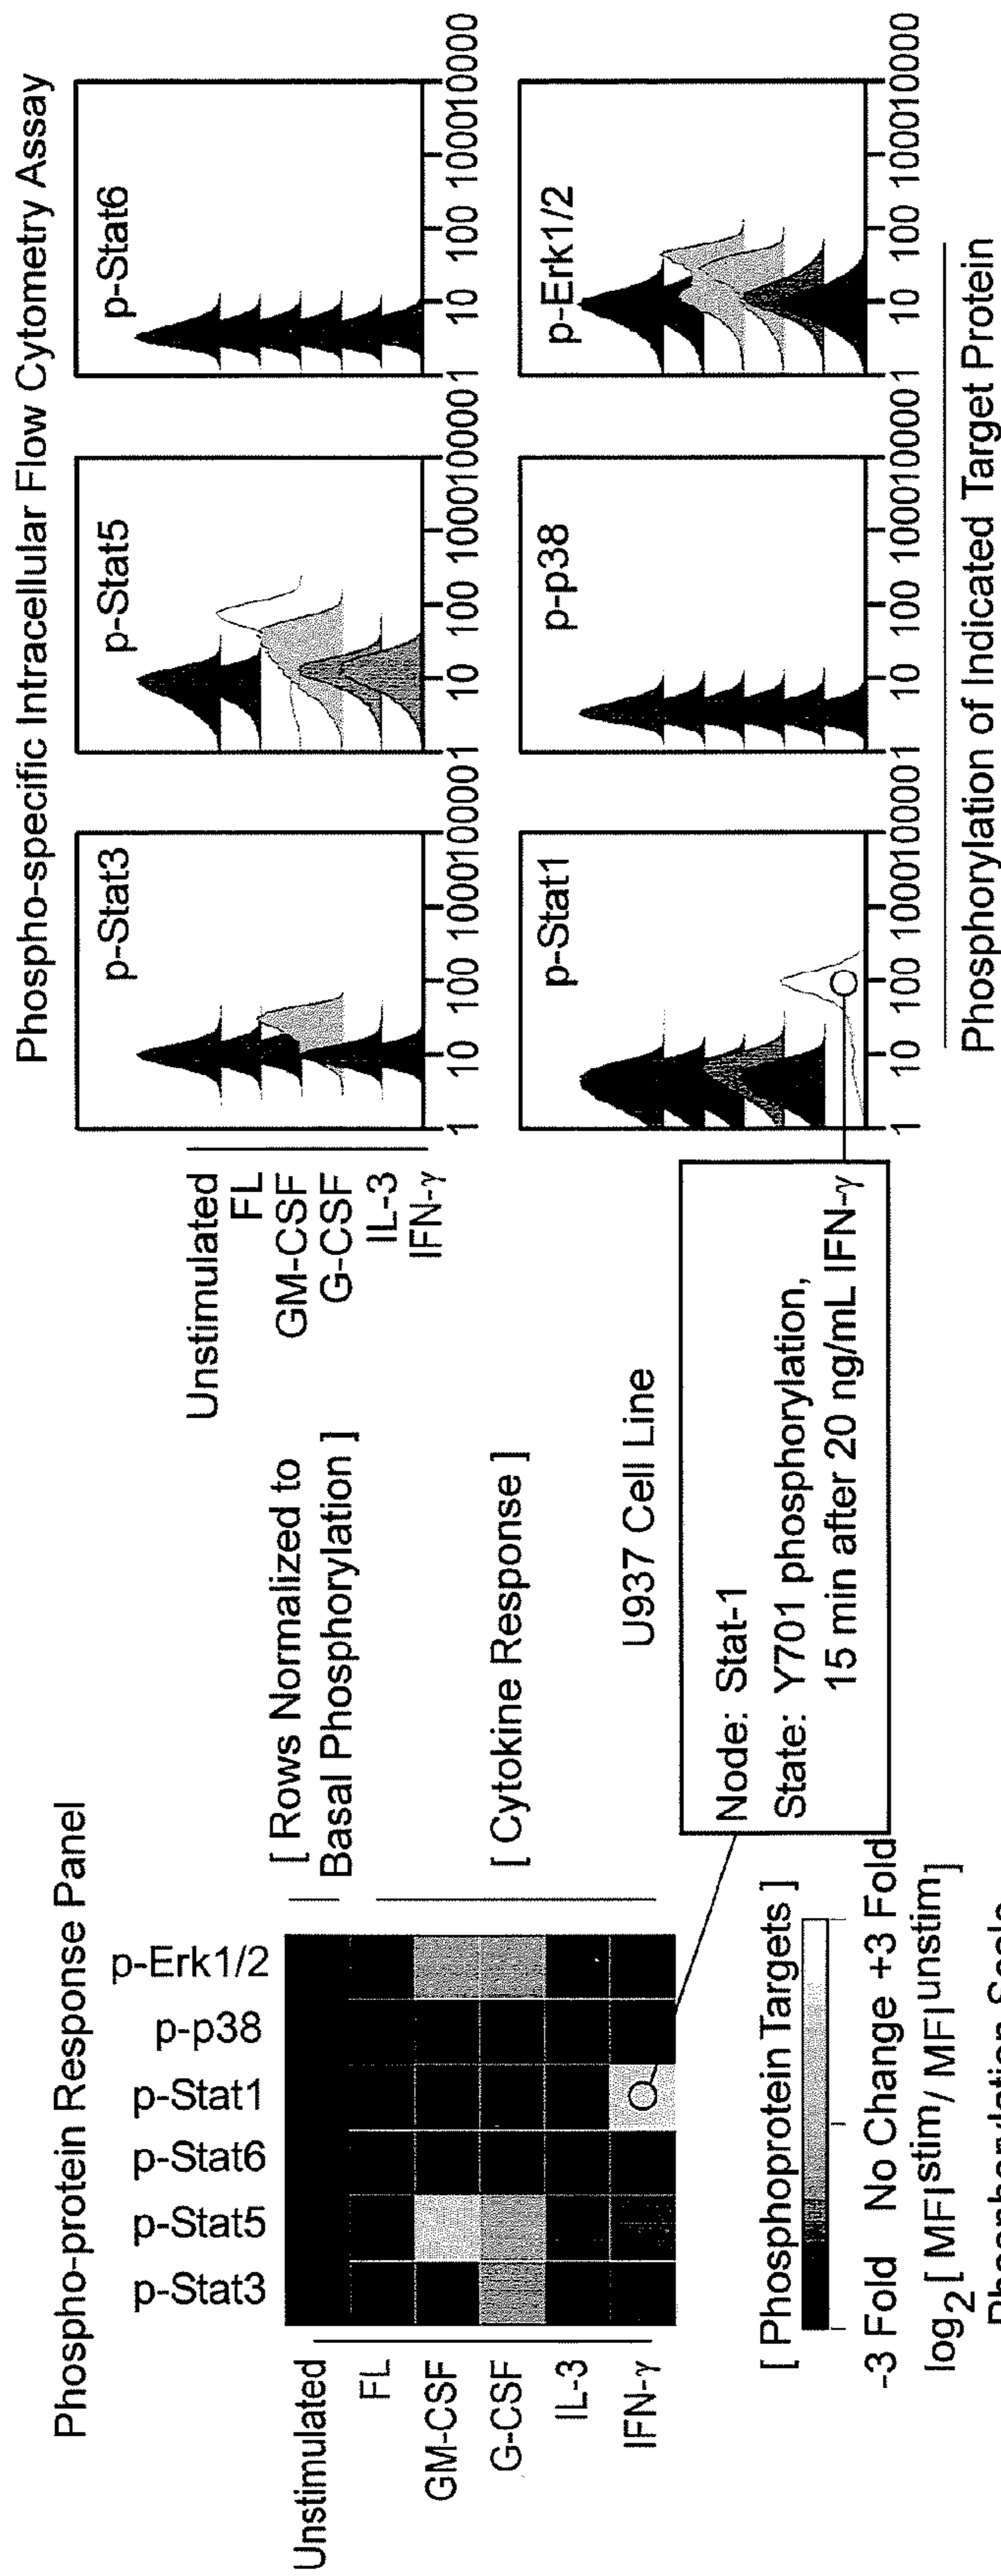 Phospho-protein Response Panel
p-Stat3
p-Stat5
p-Stat6
p-Stat1
p-p38
p-Erk1/2
Unstimulated
FL
GM-CSF
G-CSF
IL-3
IFN-γ
[ Rows Normalized to
Basal Phosphorylation ]
[ Cytokine Response ]
U937 Cell Line
[ Phosphoprotein Targets ]
-3 Fold No Change +3 Fold
log2 [ MFI stim / MFI unstim ]
Phosphorylation Scale
Node: Stat-1
State: Y701 phosphorylation,
15 min after 20 ng/mL IFN-γ
Phospho-specific Intracellular Flow Cytometry Assay
Unstimulated
FL
GM-CSF
G-CSF
IL-3
IFN-γ
p-Stat3
1 10 100 1000 10000
p-Stat5
1 10 100 1000 10000
p-Stat6
1 10 100 1000 10000
p-Stat1
1 10 100 1000 10000
p-p38
1 10 100 1000 10000
p-Erk1/2
1 10 100 1000 10000
Phosphorylation of Indicated Target Protein